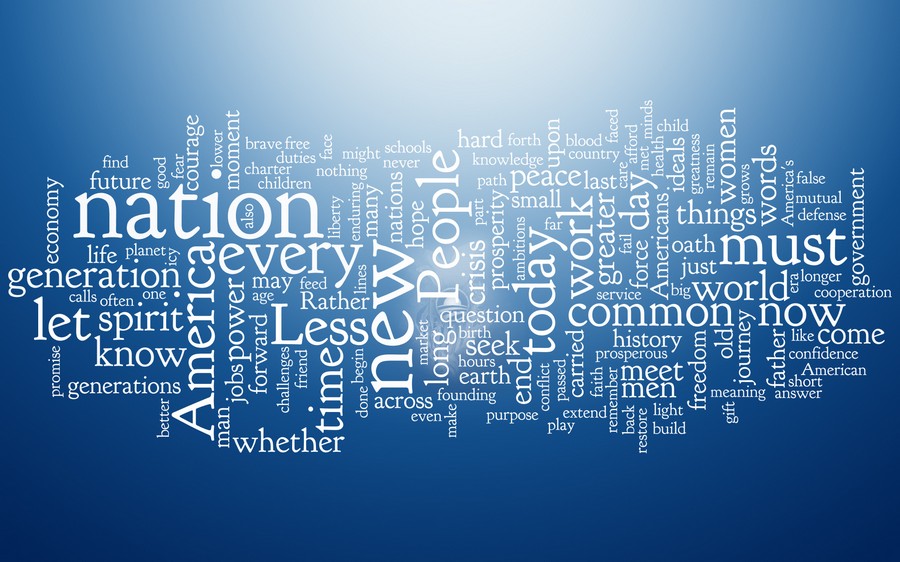 economy
find
future
good
fear
courage
lower
moment
brave
free
duties
face
charter
children
might
nothing
schools
never
hard
forth
knowledge
upon
blood
country
faced
care
afford
met
minds
child
health
ideals
greatness
remain
women
grows
words
America's
false
mutual
defense
government
nation
also
liberty
enduring
many
nations
hope
People
path
part
peace
small
last
prosperity
ambitions
far
work
greater
fall
day
force
Americans
things
oath
must
just
life
planet
icy
every
generation
calls
often
one
America
power
may
age
feed
lines
Rather
new
crisis
today
service
big
world
era
longer
cooperation
let
spirit
know
promise
generations
better
man
jobs
forward
Less
challenges
friend
time
done
begin
market
long
question
birth
seek
hours
earth
founding
across
even
make
end
conflict
purpose
common
carried
passed
play
extend
faith
remember
history
prosperous
meet
men
back
restore
light
build
freedom
old
journey
meaning
gift
now
father
like
come
confidence
American
short
answer
whether